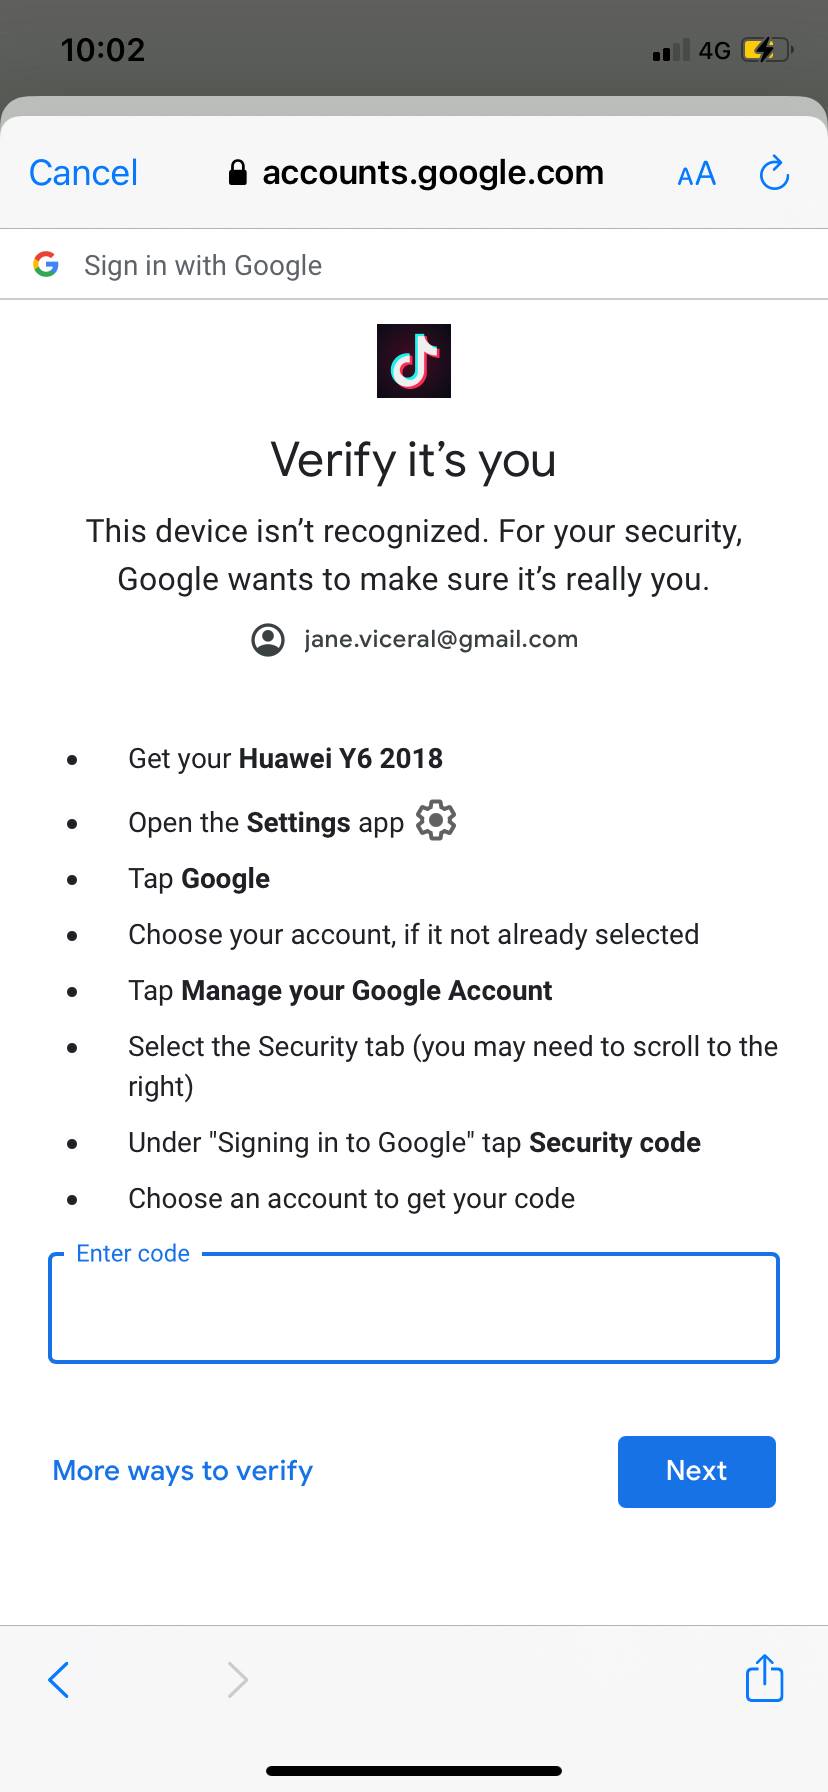 10:02
4G
Cancel
accounts.google.com
AA
Sign in with Google
Verify it’s you
This device isn’t recognized. For your security,
Google wants to make sure it’s really you.
jane.viceral@gmail.com
• Get your Huawei Y6 2018
• Open the Settings app
• Tap Google
• Choose your account, if it not already selected
• Tap Manage your Google Account
• Select the Security tab (you may need to scroll to the
right)
• Under "Signing in to Google" tap Security code
• Choose an account to get your code
Enter code
More ways to verify
Next